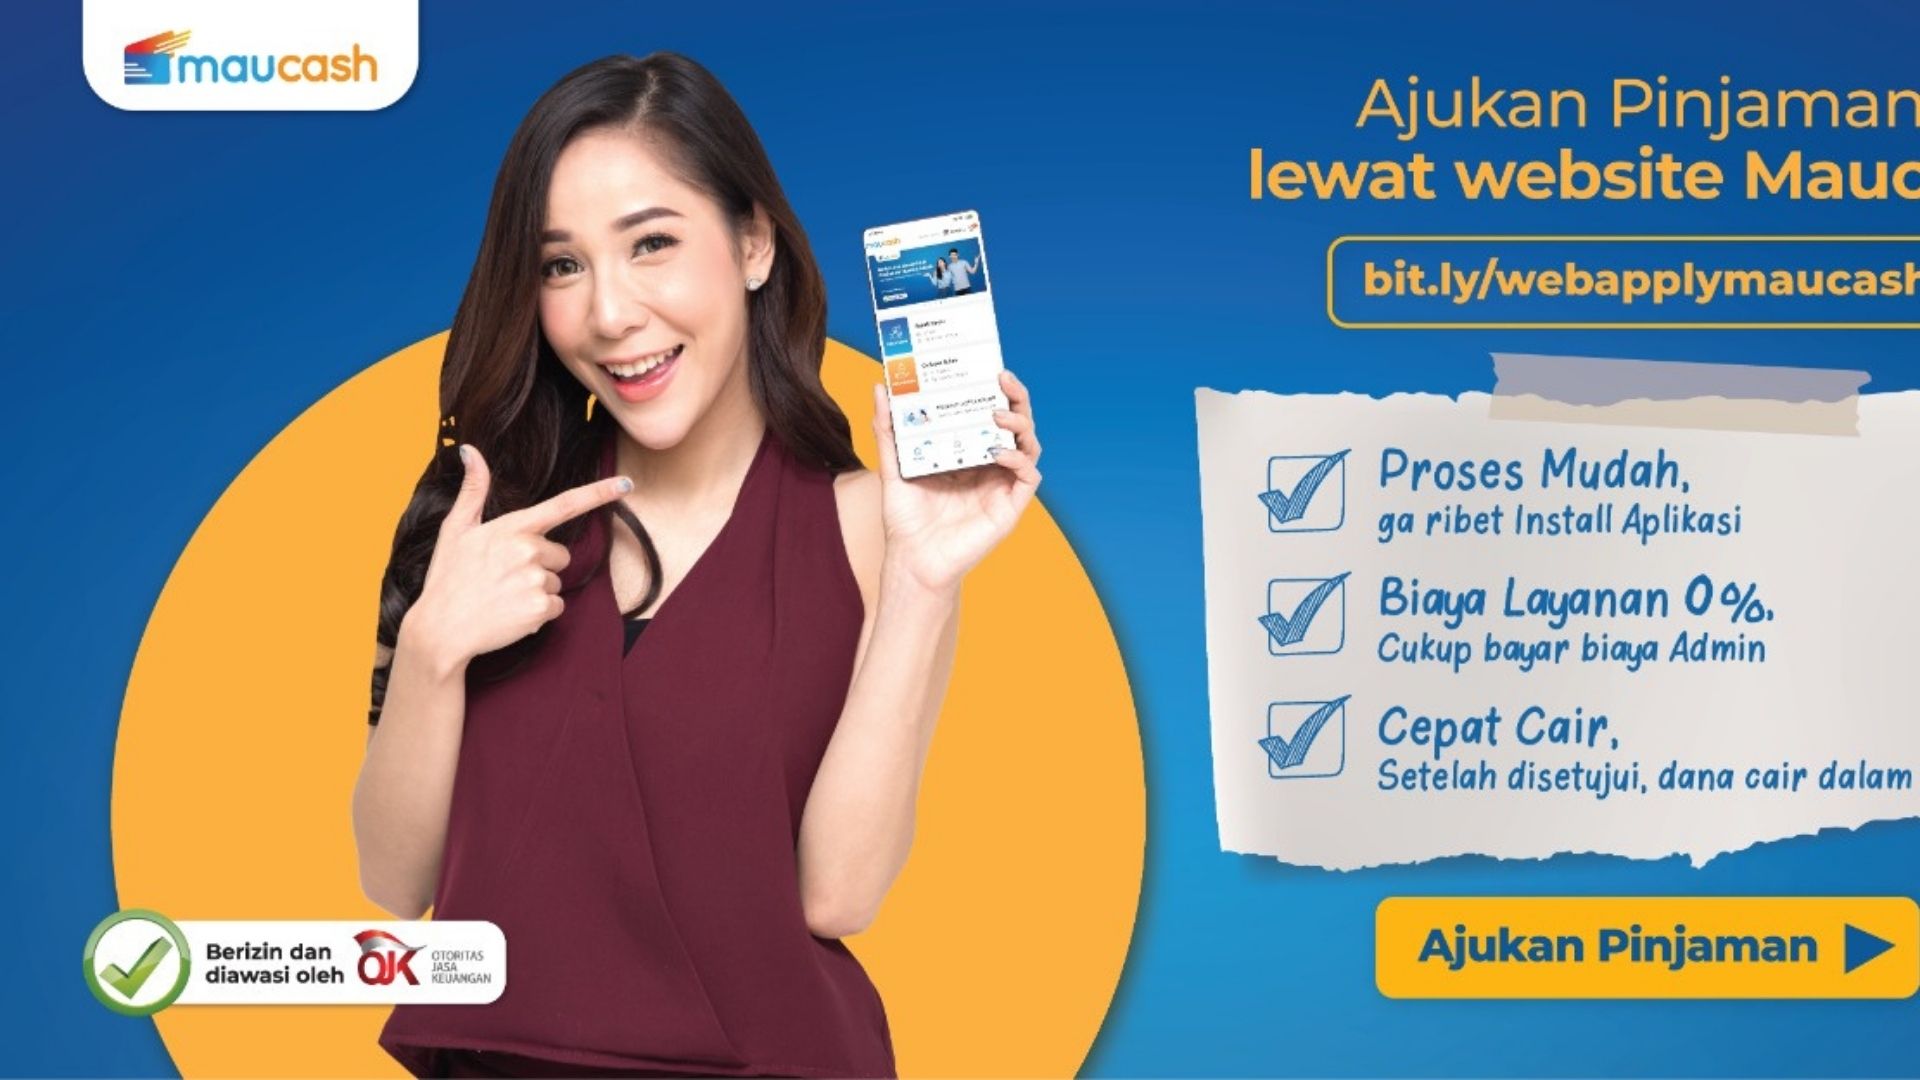 maucash
Ajukan Pinjaman
lewat website Mauc
bit.ly/webapplymaucash
Proses Mudah,
ga ribet Install Aplikasi
Biaya Layanan 0%.
Cukup bayar biaya Admin
Cepat Cair,
Setelah disetujui, dana cair dalam
Ajukan Pinjaman
Berizin dan
diawasi oleh
OJK
OTORITAS
JASA
KEUANGAN
maucash